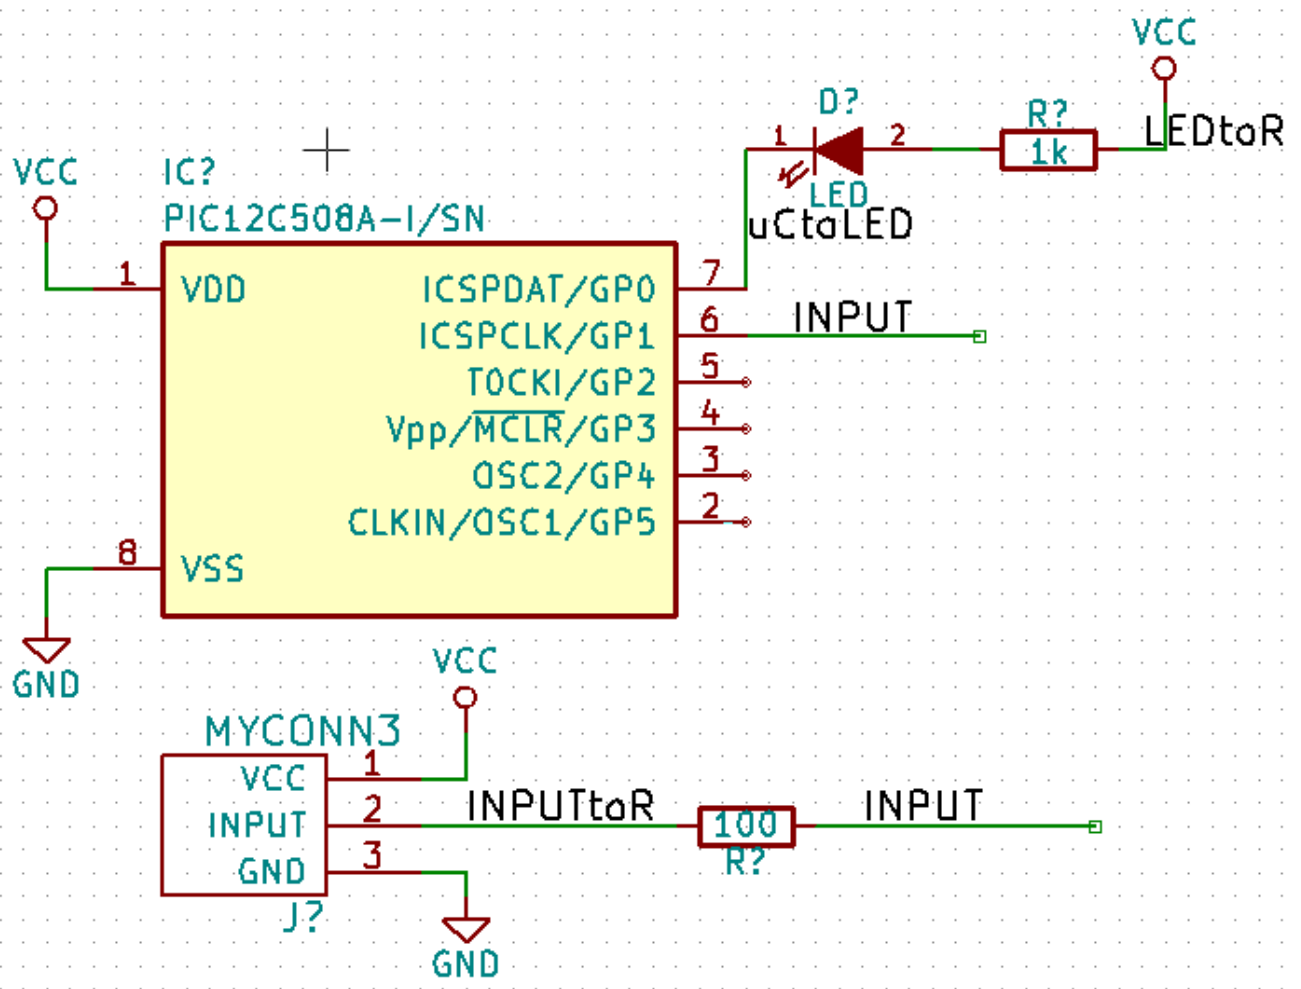 VCC
D?
R?
LEDtoR
1
2
1k
VCC
IC?
LED
PIC12C508A-I/SN
uCtoLED
1
VDD
ICSPDAT/GP0
7
ICSPCLK/GP1
6
INPUT
T0CKI/GP2
5
Vpp/MCLR/GP3
4
OSC2/GP4
3
CLKIN/OSC1/GP5
2
8
VSS
GND
VCC
MYCONN3
VCC
1
INPUT
2
INPUTtoR
100
INPUT
R?
GND
3
J?
GND